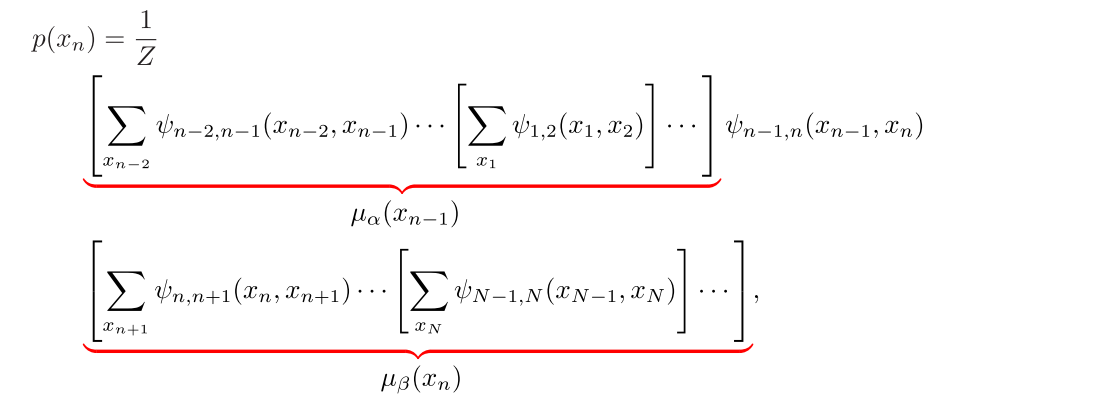 $p(x_n) = \frac{1}{Z}$
$\underbrace{\left[\sum_{x_{n-2}} \psi_{n-2,n-1}(x_{n-2}, x_{n-1}) \cdots \left[\sum_{x_1} \psi_{1,2}(x_1, x_2)\right] \cdots \right]}_{\mu_\alpha(x_{n-1})} \psi_{n-1,n}(x_{n-1}, x_n)$
$\underbrace{\left[\sum_{x_{n+1}} \psi_{n,n+1}(x_n, x_{n+1}) \cdots \left[\sum_{x_N} \psi_{N-1,N}(x_{N-1}, x_N)\right] \cdots \right]}_{\mu_\beta(x_n)},$